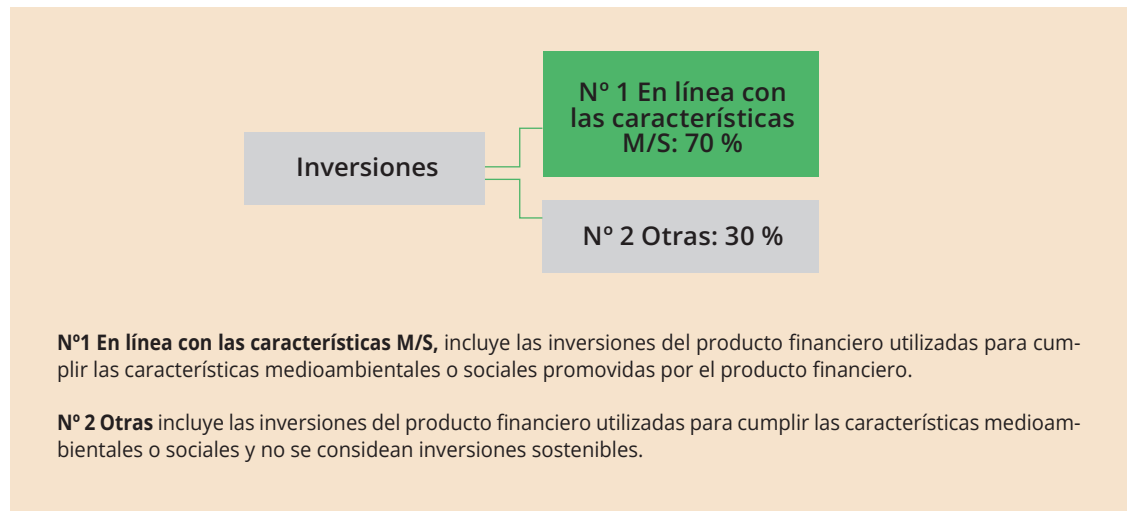 Inversiones
Nº 1 En línea con
las características
M/S: 70 %
Nº 2 Otras: 30 %
Nº1 En línea con las características M/S, incluye las inversiones del producto financiero utilizadas para cum-
plir las características medioambientales o sociales promovidas por el producto financiero.
Nº 2 Otras incluye las inversiones del producto financiero utilizadas para cumplir las características medioam-
bientales o sociales y no se considean inversiones sostenibles.